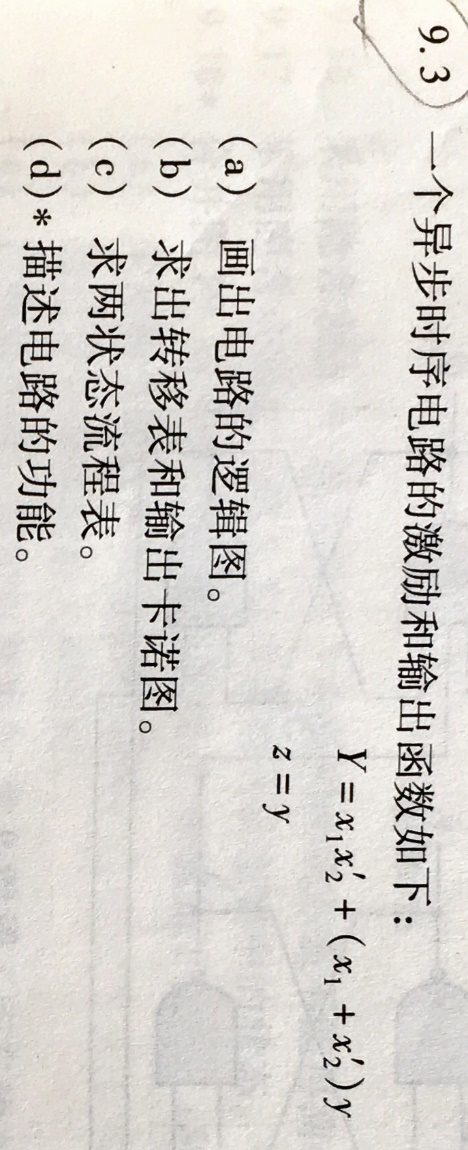 9.3 一个异步时序电路的激励和输出函数如下:
Y = x₁x₂′ + (x₁ + x₂′)y
z = y
(a) 画出电路的逻辑图。
(b) 求出转移表和输出卡诺图。
(c) 求两状态流程表。
(d)* 描述电路的功能。